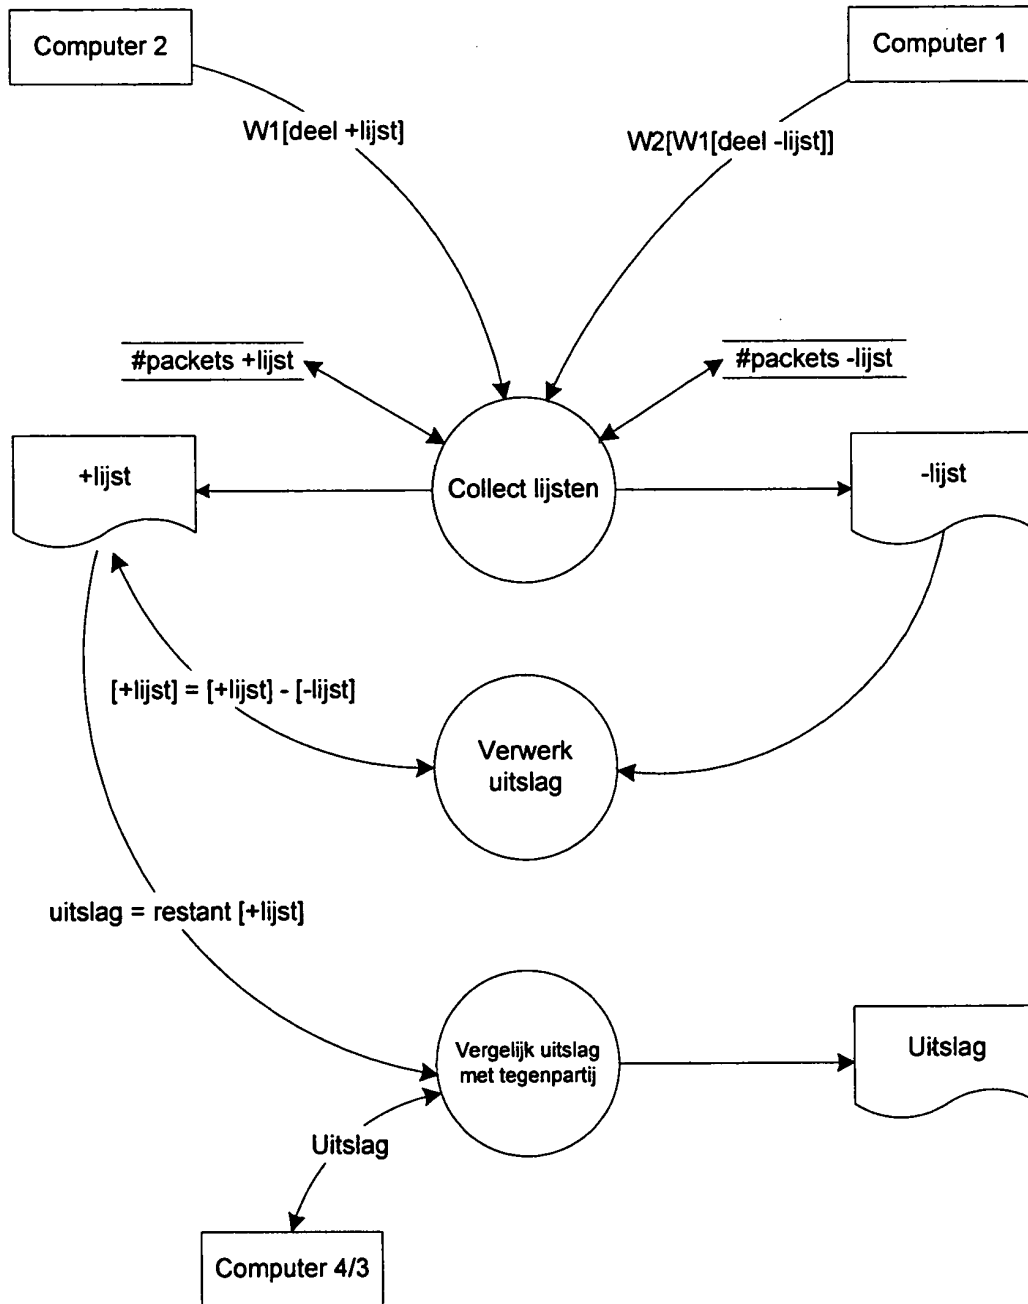 Computer 2
Computer 1
W1[deel +lijst]
W2[W1[deel -lijst]]
#packets +lijst
#packets -lijst
+lijst
Collect lijsten
-lijst
[+lijst] = [+lijst] - [-lijst]
Verwerk
uitslag
uitslag = restant [+lijst]
Vergelijk uitslag
met tegenpartij
Uitslag
Uitslag
Computer 4/3